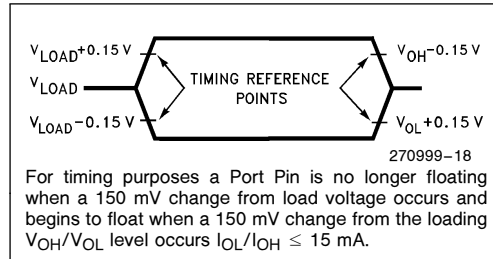 VLOAD+0.15 V
VOH−0.15 V
VLOAD
TIMING REFERENCE
POINTS
VLOAD−0.15 V
VOL+0.15 V
270999–18
For timing purposes a Port Pin is no longer floating
when a 150 mV change from load voltage occurs and
begins to float when a 150 mV change from the loading
VOH/VOL level occurs IOL/IOH ≤ 15 mA.